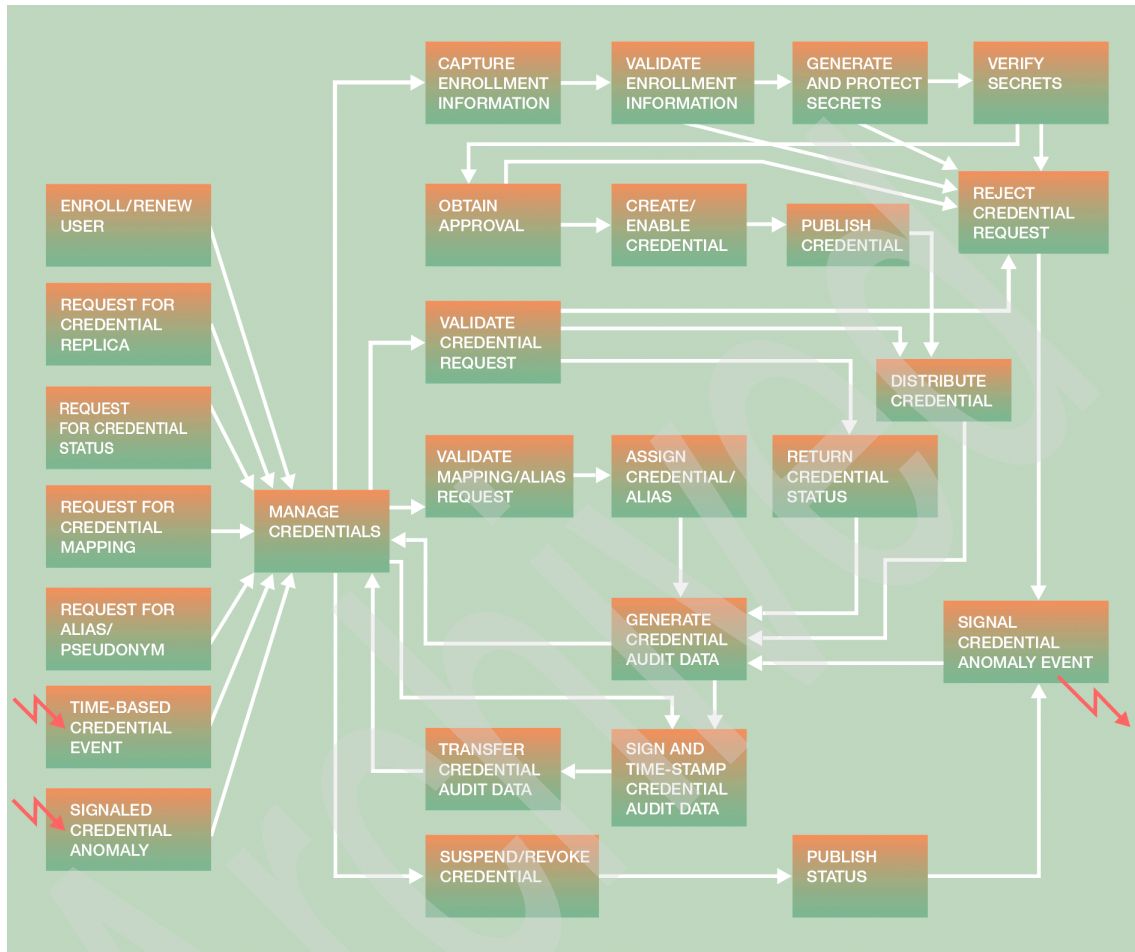 CAPTURE
ENROLLMENT
INFORMATION
VALIDATE
ENROLLMENT
INFORMATION
GENERATE
AND PROTECT
SECRETS
VERIFY
SECRETS
ENROLL/RENEW
USER
OBTAIN
APPROVAL
CREATE/
ENABLE
CREDENTIAL
PUBLISH
CREDENTIAL
REJECT
CREDENTIAL
REQUEST
REQUEST FOR
CREDENTIAL
REPLICA
VALIDATE
CREDENTIAL
REQUEST
DISTRIBUTE
CREDENTIAL
REQUEST
FOR CREDENTIAL
STATUS
VALIDATE
MAPPING/ALIAS
REQUEST
ASSIGN
CREDENTIAL/
ALIAS
RETURN
CREDENTIAL
STATUS
REQUEST FOR
CREDENTIAL
MAPPING
MANAGE
CREDENTIALS
REQUEST FOR
ALIAS/
PSEUDONYM
GENERATE
CREDENTIAL
AUDIT DATA
SIGNAL
CREDENTIAL
ANOMALY EVENT
TIME-BASED
CREDENTIAL
EVENT
TRANSFER
CREDENTIAL
AUDIT DATA
SIGN AND
TIME-STAMP
CREDENTIAL
AUDIT DATA
SIGNALED
CREDENTIAL
ANOMALY
SUSPEND/REVOKE
CREDENTIAL
PUBLISH
STATUS
Archived